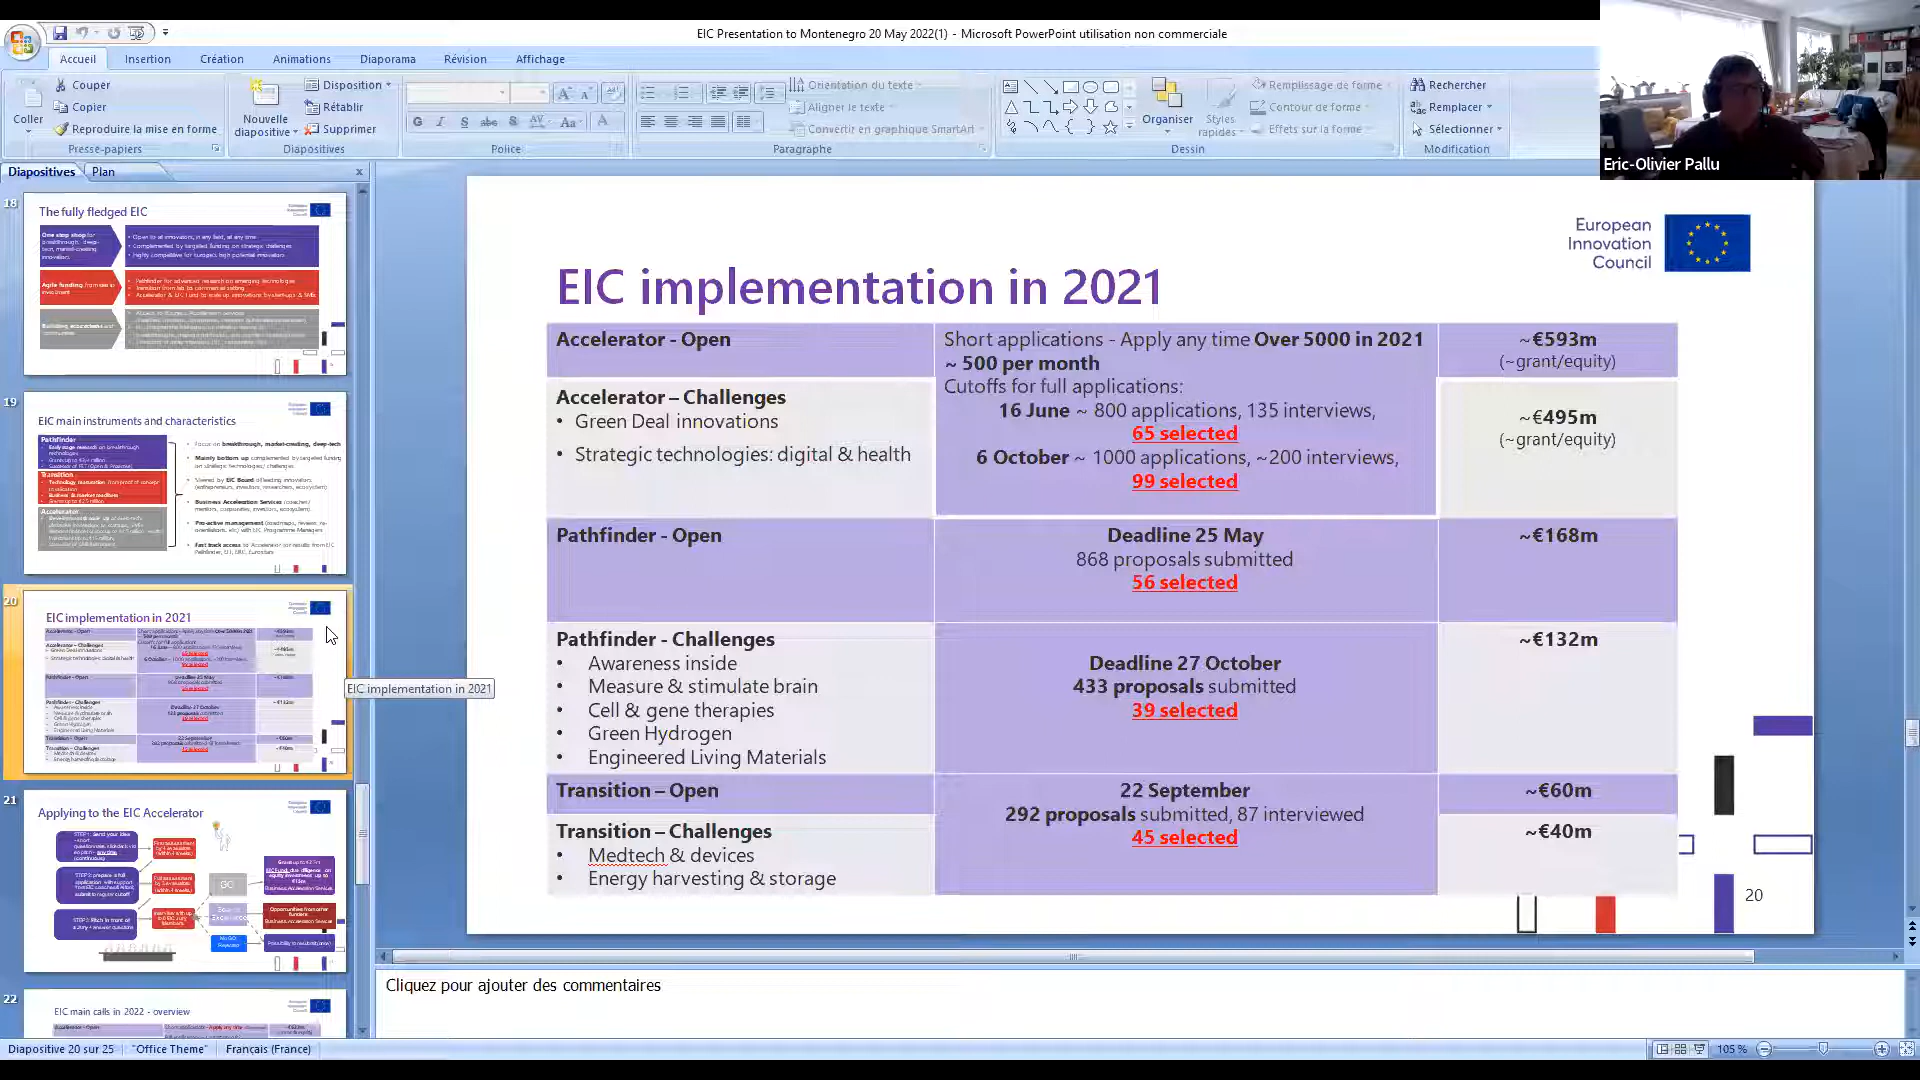 EIC Presentation to Montenegro 20 May 2022(1) - Microsoft PowerPoint utilisation non commerciale
Accueil
Insertion
Création
Animations
Diaporama
Révision
Affichage
Coller
Couper
Copier
Reproduire la mise en forme
Presse-papiers
Nouvelle
diapositive
Disposition
Rétablir
Supprimer
Diapositives
Police
Orientation du texte
Aligner le texte
Convertir en graphique SmartArt
Paragraphe
Organiser
Styles
rapides
Remplissage de forme
Contour de forme
Effets sur la forme
Dessin
Rechercher
Remplacer
Sélectionner
Modification
Eric-Olivier Pallu
Diapositives
Plan
18
The fully fledged EIC
19
EIC main instruments and characteristics
Pathfinder
Transition
Accelerator
20
EIC implementation in 2021
EIC implementation in 2021
21
Applying to the EIC Accelerator
22
EIC main calls in 2022 - overview
European
Innovation
Council
EIC implementation in 2021
Accelerator - Open
Short applications - Apply any time Over 5000 in 2021
~ 500 per month
Cutoffs for full applications:
16 June ~ 800 applications, 135 interviews,
65 selected
6 October ~ 1000 applications, ~200 interviews,
99 selected
~€593m
(~grant/equity)
Accelerator – Challenges
• Green Deal innovations
• Strategic technologies: digital & health
~€495m
(~grant/equity)
Pathfinder - Open
Deadline 25 May
868 proposals submitted
56 selected
~€168m
Pathfinder - Challenges
• Awareness inside
• Measure & stimulate brain
• Cell & gene therapies
• Green Hydrogen
• Engineered Living Materials
Deadline 27 October
433 proposals submitted
39 selected
~€132m
Transition – Open
22 September
292 proposals submitted, 87 interviewed
45 selected
~€60m
Transition – Challenges
• Medtech & devices
• Energy harvesting & storage
~€40m
20
Cliquez pour ajouter des commentaires
Diapositive 20 sur 25
"Office Theme"
Français (France)
105 %